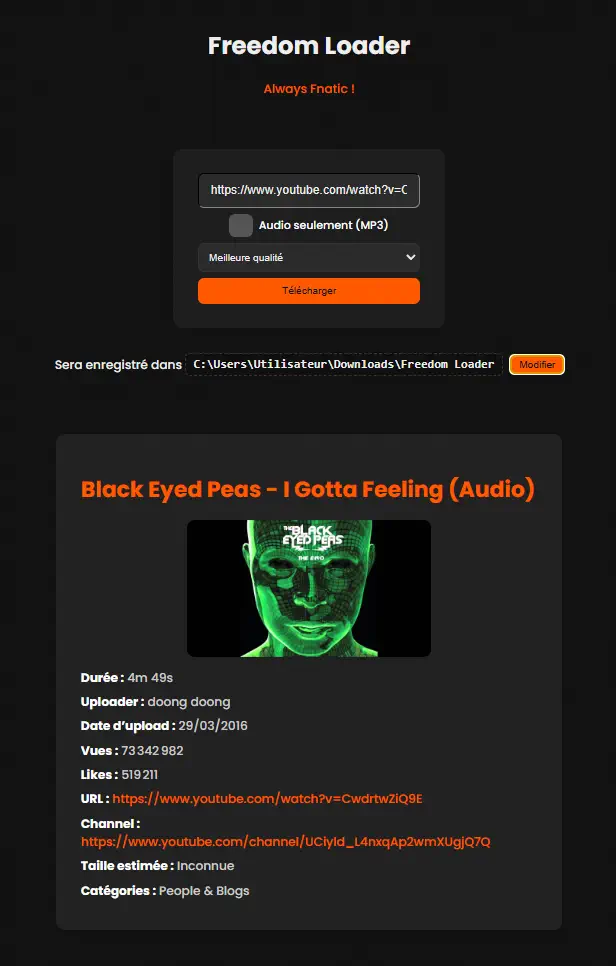 Freedom Loader
Always Fnatic !
https://www.youtube.com/watch?v=C
Audio seulement (MP3)
Meilleure qualité
Télécharger
Sera enregistré dans C:\Users\Utilisateur\Downloads\Freedom Loader Modifier
Black Eyed Peas - I Gotta Feeling (Audio)
THE BLACK
EYED PEAS
THE E.N.D
Durée : 4m 49s
Uploader : doong doong
Date d’upload : 29/03/2016
Vues : 73 342 982
Likes : 519 211
URL : https://www.youtube.com/watch?v=CwdrtwZiQ9E
Channel :
https://www.youtube.com/channel/UCiyld_L4nxqAp2wmXUgjQ7Q
Taille estimée : Inconnue
Catégories : People & Blogs